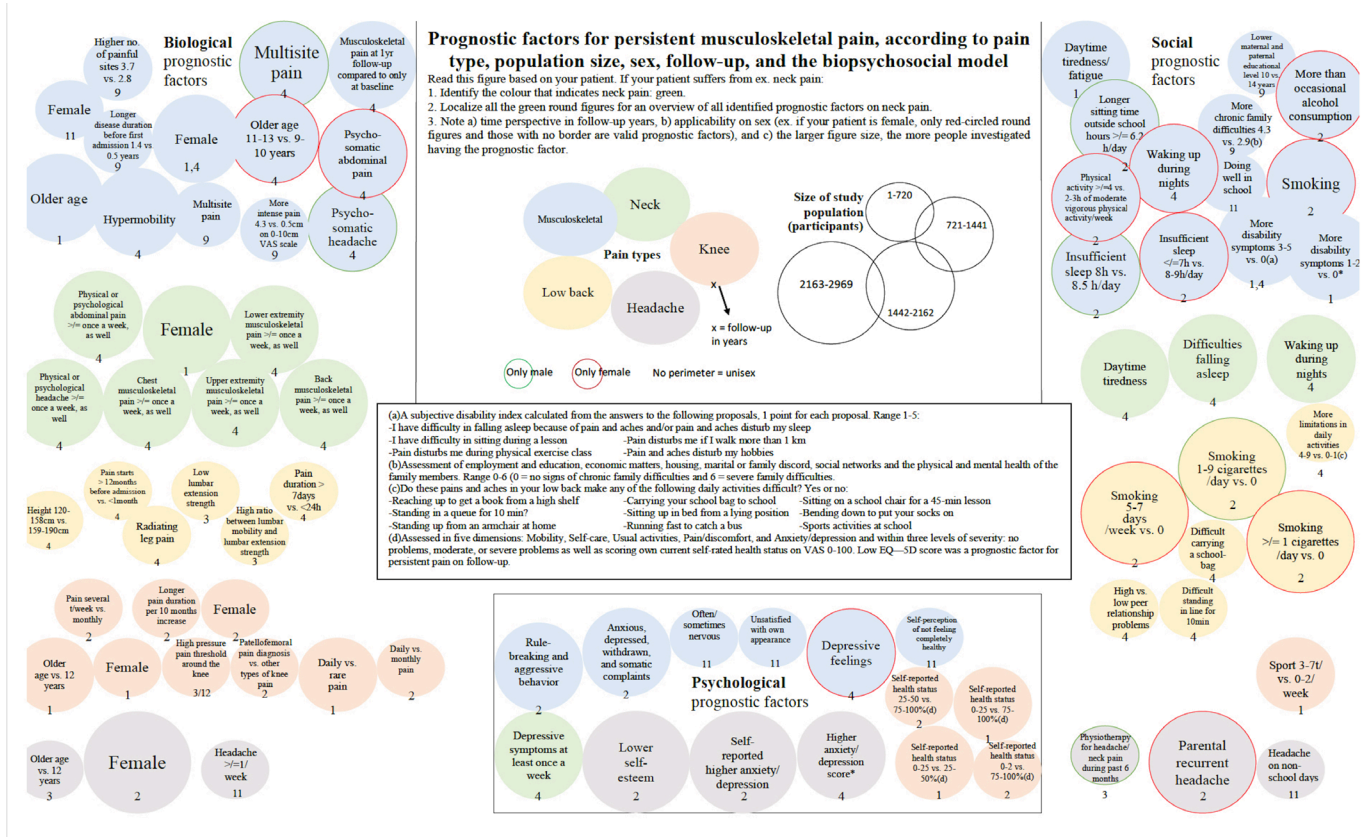 Biological
prognostic
factors
Higher no.
of painful
sites 3.7
vs. 2.8
9
Multisite
pain
4
Musculoskeletal
pain at 1yr
follow-up
compared to only
at baseline
4
Female
11
Longer
disease duration
before first
admission 1.4 vs.
0.5 years
9
Female
1,4
Older age
11-13 vs. 9-
10 years
4
Psycho-
somatic
abdominal
pain
4
Older age
1
Hypermobility
4
Multisite
pain
9
More
intense pain
4.3 vs. 0.5cm
on 0-10cm
VAS scale
9
Psycho-
somatic
headache
4
Physical or
psychological
abdominal pain
>/= once a week,
as well
4
Female
1
Lower extremity
musculoskeletal
pain >/= once a
week, as well
4
Physical or
psychological
headache >/=
once a week, as
well
4
Chest
musculoskeletal
pain >/= once a
week, as well
4
Upper extremity
musculoskeletal
pain >/= once a
week, as well
4
Back
musculoskeletal
pain >/= once a
week, as well
4
Pain starts
> 12months
before admission
vs. <1month
4
Low
lumbar
extension
strength
3
Pain
duration >
7days
vs. <24h
4
Height 120-
158cm vs.
159-190cm
4
Radiating
leg pain
4
High ratio
between lumbar
mobility and
lumbar extension
strength
3
Pain several
t/week vs.
monthly
2
Longer
pain duration
per 10 months
increase
2
Female
2
Older
age vs. 12
years
1
Female
1
High pressure
pain threshold
around the
knee
3/12
Patellofemoral
pain diagnosis
vs. other
types of knee
pain
2
Daily vs.
rare
pain
1
Daily vs.
monthly
pain
2
Older age
vs. 12
years
3
Female
2
Headache
>/=1/
week
11
Prognostic factors for persistent musculoskeletal pain, according to pain
type, population size, sex, follow-up, and the biopsychosocial model
Read this figure based on your patient. If your patient suffers from ex. neck pain:
1. Identify the colour that indicates neck pain: green.
2. Localize all the green round figures for an overview of all identified prognostic factors on neck pain.
3. Note a) time perspective in follow-up years, b) applicability on sex (ex. if your patient is female, only red-circled round
figures and those with no border are valid prognostic factors), and c) the larger figure size, the more people investigated
having the prognostic factor.
Musculoskeletal
Neck
Knee
x
Pain types
Low back
Headache
x = follow-up
in years
Size of study
population
(participants)
1-720
721-1441
2163-2969
1442-2162
Only male
Only female
No perimeter = unisex
(a)A subjective disability index calculated from the answers to the following proposals, 1 point for each proposal. Range 1-5:
-I have difficulty in falling asleep because of pain and aches and/or pain and aches disturb my sleep
-I have difficulty in sitting during a lesson -Pain disturbs me if I walk more than 1 km
-Pain disturbs me during physical exercise class -Pain and aches disturb my hobbies
(b)Assessment of employment and education, economic matters, housing, marital or family discord, social networks and the physical and mental health of the
family members. Range 0-6 (0 = no signs of chronic family difficulties and 6 = severe family difficulties.
(c)Do these pains and aches in your low back make any of the following daily activities difficult? Yes or no:
-Reaching up to get a book from a high shelf -Carrying your school bag to school -Sitting on a school chair for a 45-min lesson
-Standing in a queue for 10 min? -Sitting up in bed from a lying position -Bending down to put your socks on
-Standing up from an armchair at home -Running fast to catch a bus -Sports activities at school
(d)Assessed in five dimensions: Mobility, Self-care, Usual activities, Pain/discomfort, and Anxiety/depression and within three levels of severity: no
problems, moderate, or severe problems as well as scoring own current self-rated health status on VAS 0-100. Low EQ—5D score was a prognostic factor for
persistent pain on follow-up.
Psychological
prognostic factors
Rule-
breaking and
aggressive
behavior
2
Anxious,
depressed,
withdrawn,
and somatic
complaints
2
Often/
sometimes
nervous
11
Unsatisfied
with own
appearance
11
Depressive
feelings
4
Self-perception
of not feeling
completely
healthy
11
Self-reported
health status
25-50 vs.
75-100%(d)
2
Self-reported
health status
0-25 vs. 75-
100%(d)
1
Depressive
symptoms at
least once a
week
4
Lower
self-
esteem
2
Self-
reported
higher anxiety/
depression
2
Higher
anxiety/
depression
score*
4
Self-reported
health status
0-25 vs. 25-
50%(d)
1
Self-reported
health status
0-2 vs.
75-100%(d)
2
Social
prognostic
factors
Daytime
tiredness/
fatigue
1
Lower
maternal and
paternal
educational
level 10 vs.
14 years
9
More than
occasional
alcohol
consumption
2
Longer
sitting time
outside school
hours >/= 6.2
h/day
2
Waking up
during
nights
4
More
chronic family
difficulties 4.3
vs. 2.9(b)
9
Physical
activity >/=4 vs.
2-3h of moderate
vigorous physical
activity/week
2
Doing
well in
school
11
Smoking
2
Insufficient
sleep 8h vs.
8.5 h/day
2
Insufficient
sleep
</=7h vs.
8-9h/day
2
More
disability
symptoms 3-5
vs. 0(a)
1,4
More
disability
symptoms 1-2
vs. 0*
1
Daytime
tiredness
4
Difficulties
falling
asleep
4
Waking up
during
nights
4
More
limitations in
daily activities
4-9 vs. 0-1(c)
4
Smoking
1-9 cigarettes
/day vs. 0
2
Smoking
5-7
days
/week vs. 0
2
Smoking
>/= 1 cigarettes
/day vs. 0
2
Difficult
carrying
a school-
bag
4
High vs.
low peer
relationship
problems
4
Difficult
standing
in line for
10min
4
Sport 3-7t/
vs. 0-2/
week
1
Physiotherapy
for headache/
neck pain
during past 6
months
3
Parental
recurrent
headache
2
Headache
on non-
school days
11